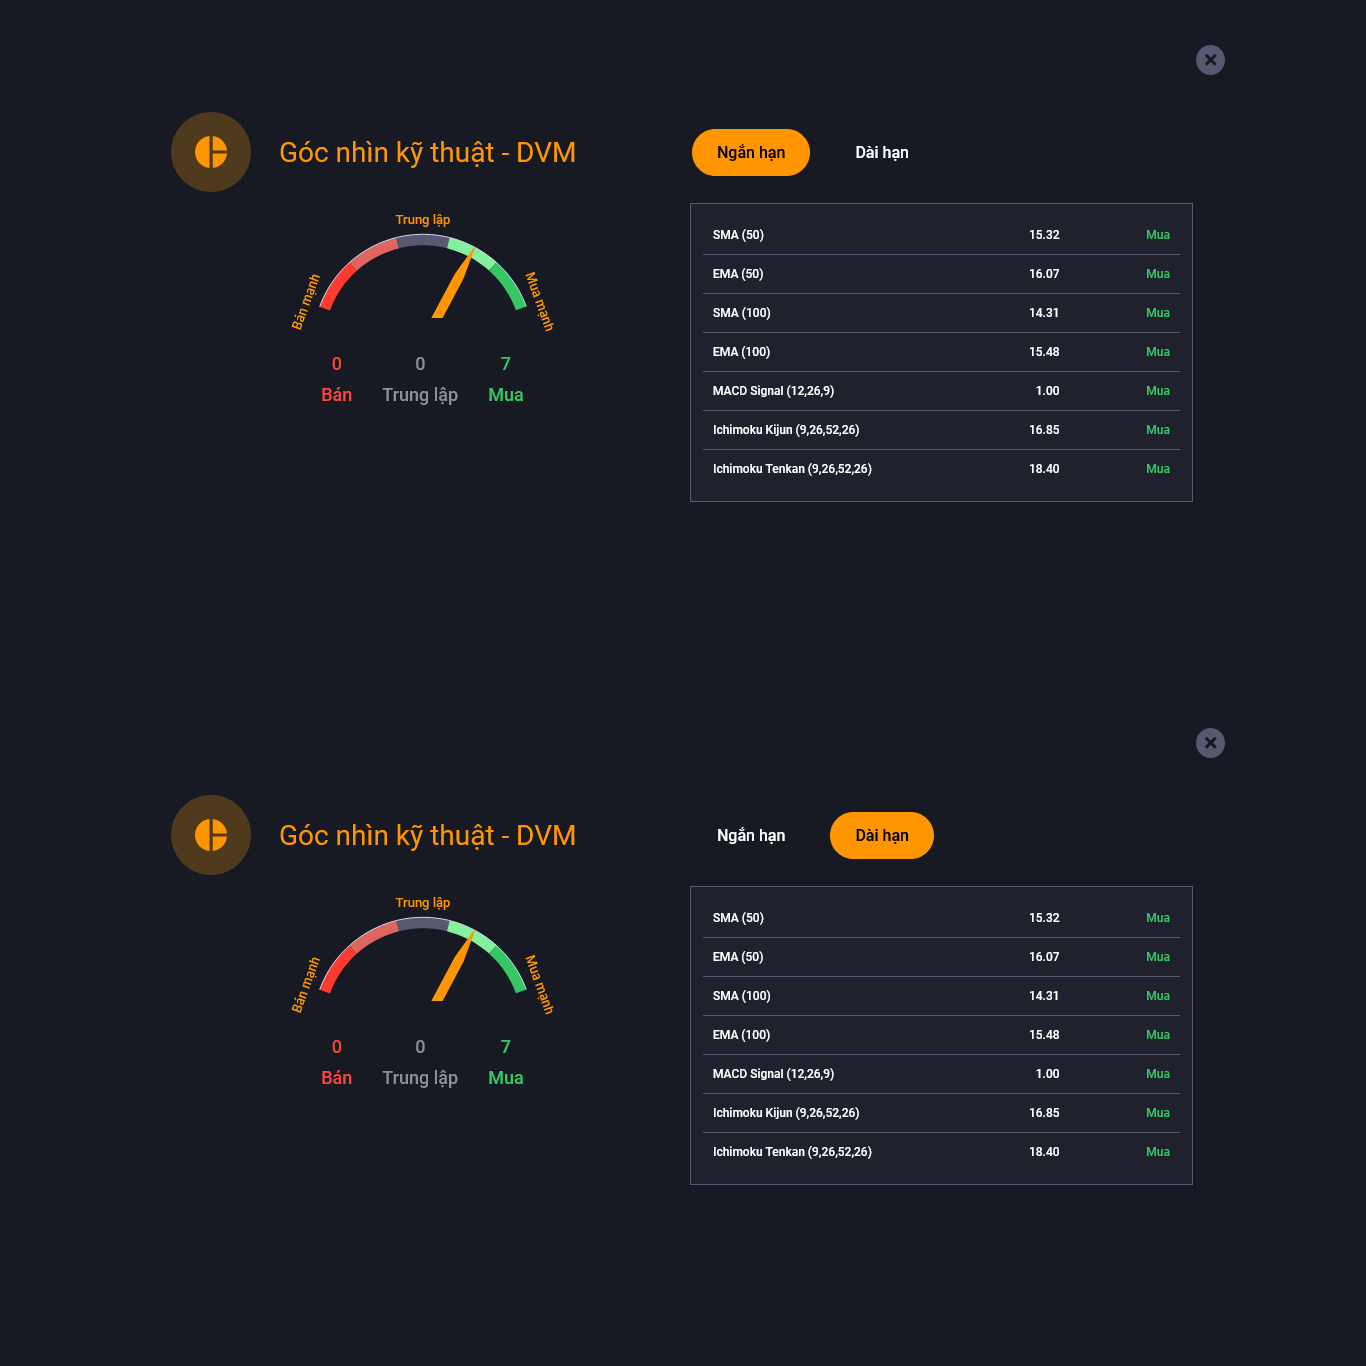 Góc nhìn kỹ thuật - DVM
Ngắn hạn
Dài hạn
Trung lập
Bán mạnh
Mua mạnh
0 0 7
Bán Trung lập Mua
SMA (50) 15.32 Mua
EMA (50) 16.07 Mua
SMA (100) 14.31 Mua
EMA (100) 15.48 Mua
MACD Signal (12,26,9) 1.00 Mua
Ichimoku Kijun (9,26,52,26) 16.85 Mua
Ichimoku Tenkan (9,26,52,26) 18.40 Mua
Góc nhìn kỹ thuật - DVM
Ngắn hạn
Dài hạn
Trung lập
Bán mạnh
Mua mạnh
0 0 7
Bán Trung lập Mua
SMA (50) 15.32 Mua
EMA (50) 16.07 Mua
SMA (100) 14.31 Mua
EMA (100) 15.48 Mua
MACD Signal (12,26,9) 1.00 Mua
Ichimoku Kijun (9,26,52,26) 16.85 Mua
Ichimoku Tenkan (9,26,52,26) 18.40 Mua